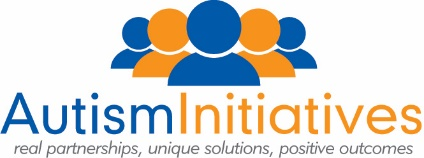 AutismInitiatives
real partnerships, unique solutions, positive outcomes